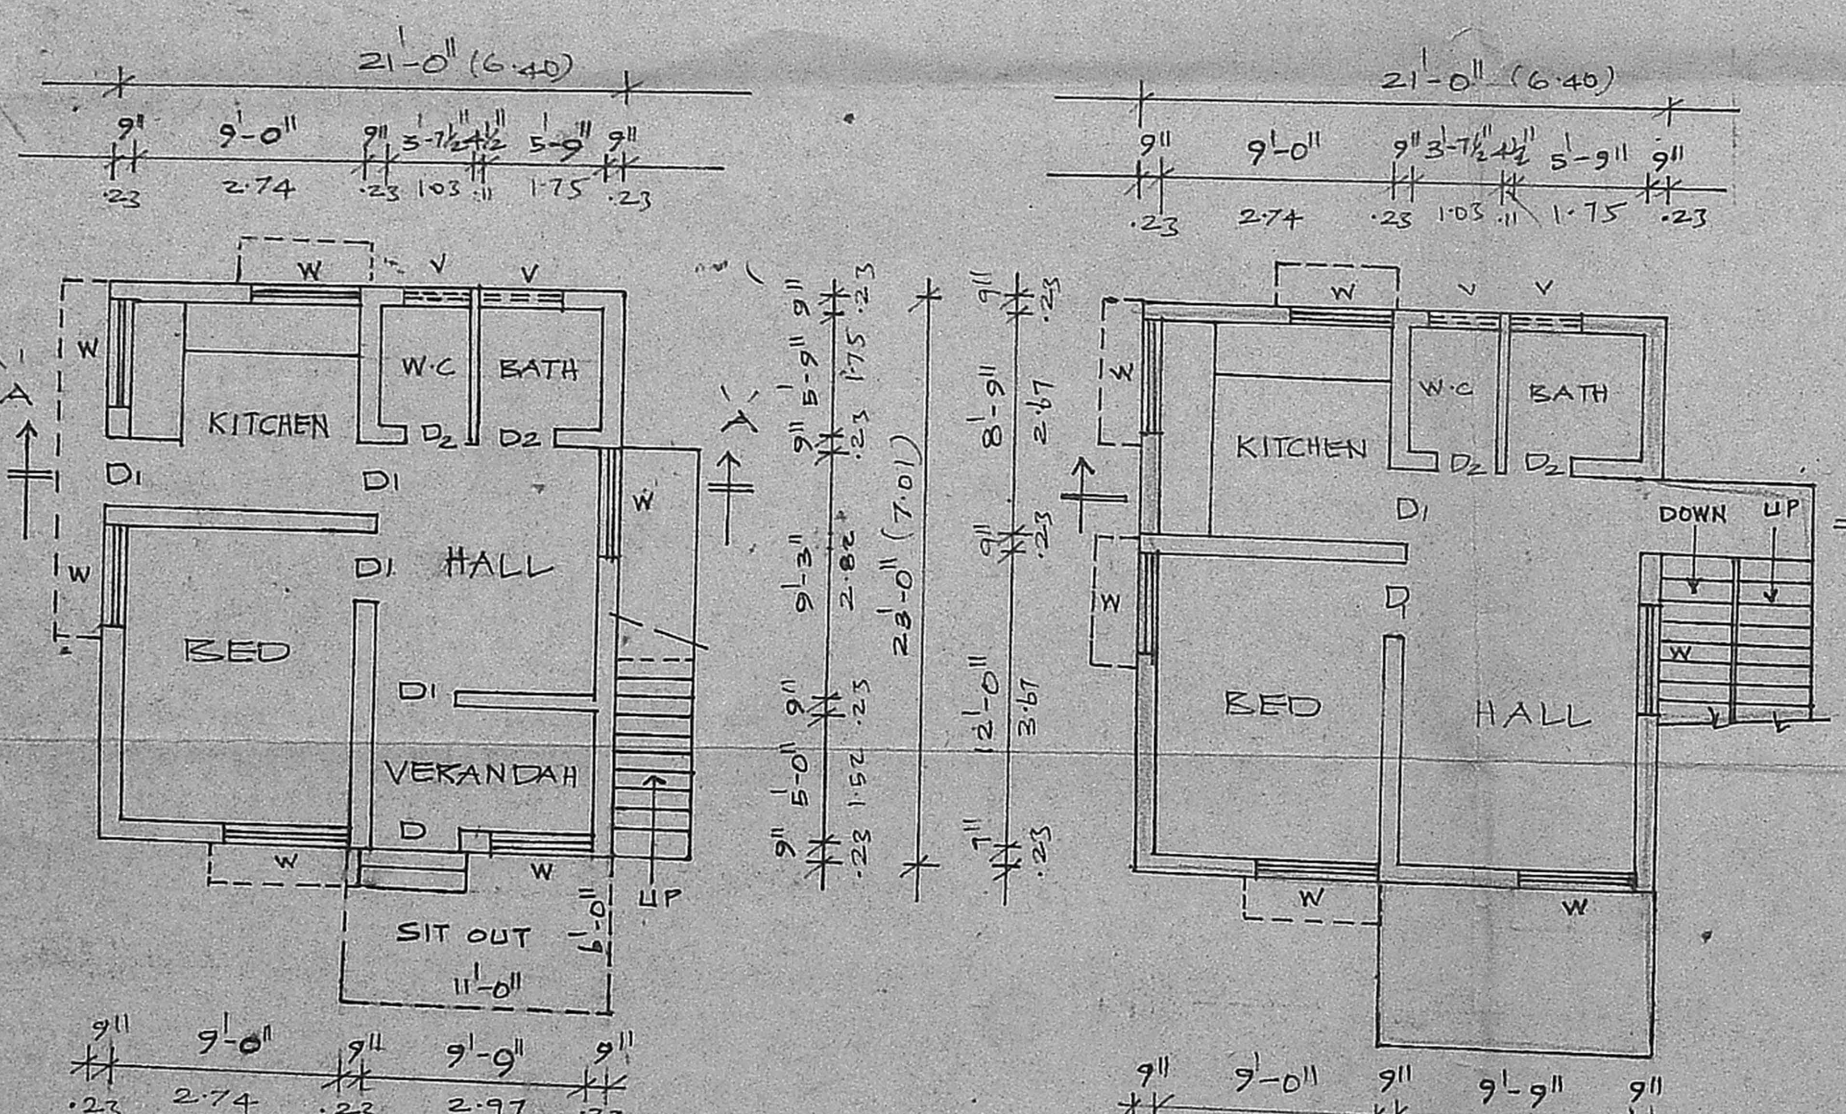 21'-0" (6.40)
9" 9'-0" 9" 3'-7½" 4½" 5'-9" 9"
.23 2.74 .23 1.03 .11 1.75 .23
W V V
W
W.C BATH
KITCHEN
D2 D2
'A' 'A'
D1 D1
W
W
D1 HALL
BED
D1
VERANDAH
D
W W
UP
SIT OUT
6'-0"
11'-0"
9" 9'-0" 9" 9'-9" 9"
.23 2.74 .23 2.97 .23
9" 5'-9" 9" 9'-3" 9" 5'-0" 9"
.23 1.75 .23 2.82 .23 1.52 .23
23'-0" (7.01)
9" 8'-9" 9" 12'-0" 9"
.23 2.67 .23 3.67 .23
21'-0" (6.40)
9" 9'-0" 9" 3'-7½" 4½" 5'-9" 9"
.23 2.74 .23 1.03 .11 1.75 .23
W V V
W
W.C BATH
KITCHEN
D2 D2
D1
DOWN UP
W
D1
W
BED HALL
W W
9" 9'-0" 9" 9'-9" 9"